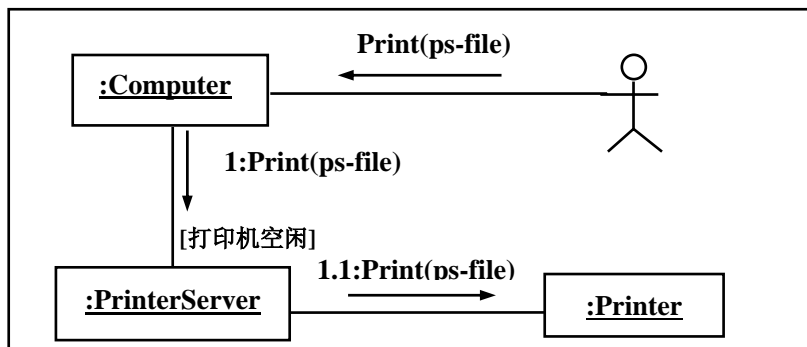 Print(ps-file)
:Computer
1:Print(ps-file)
[打印机空闲]
1.1:Print(ps-file)
:PrinterServer
:Printer